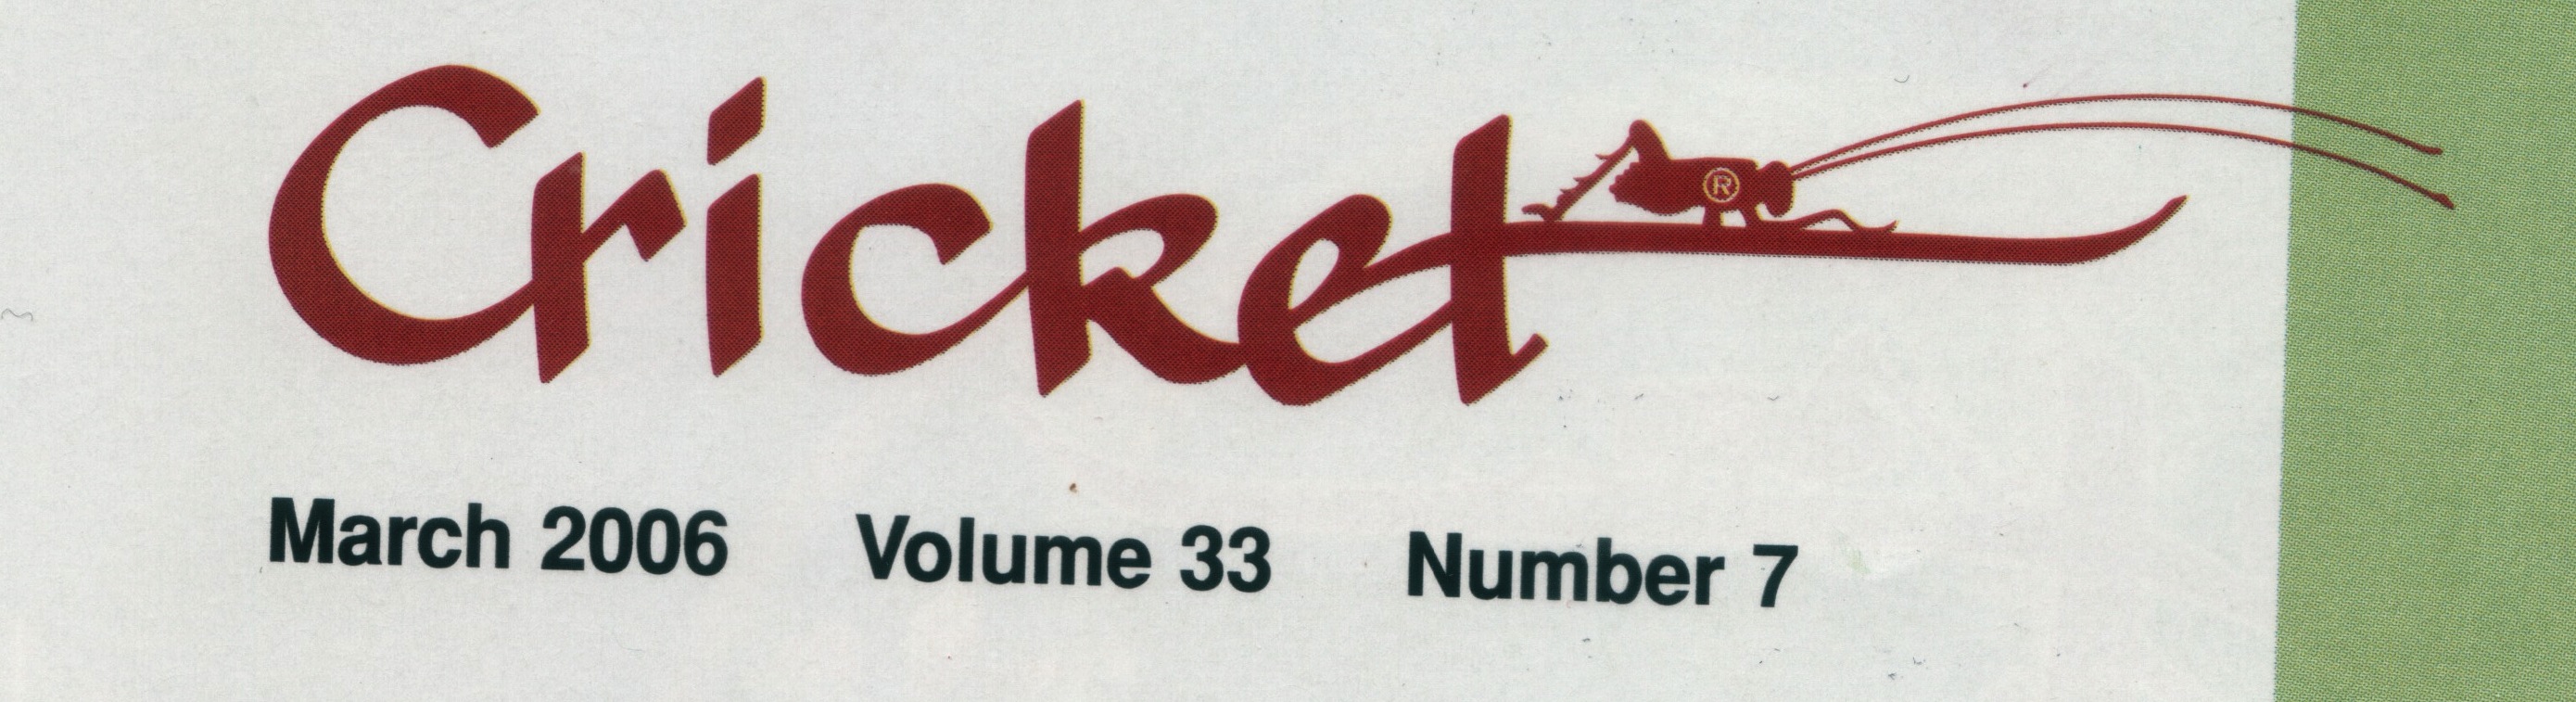 Cricket®
March 2006 Volume 33 Number 7